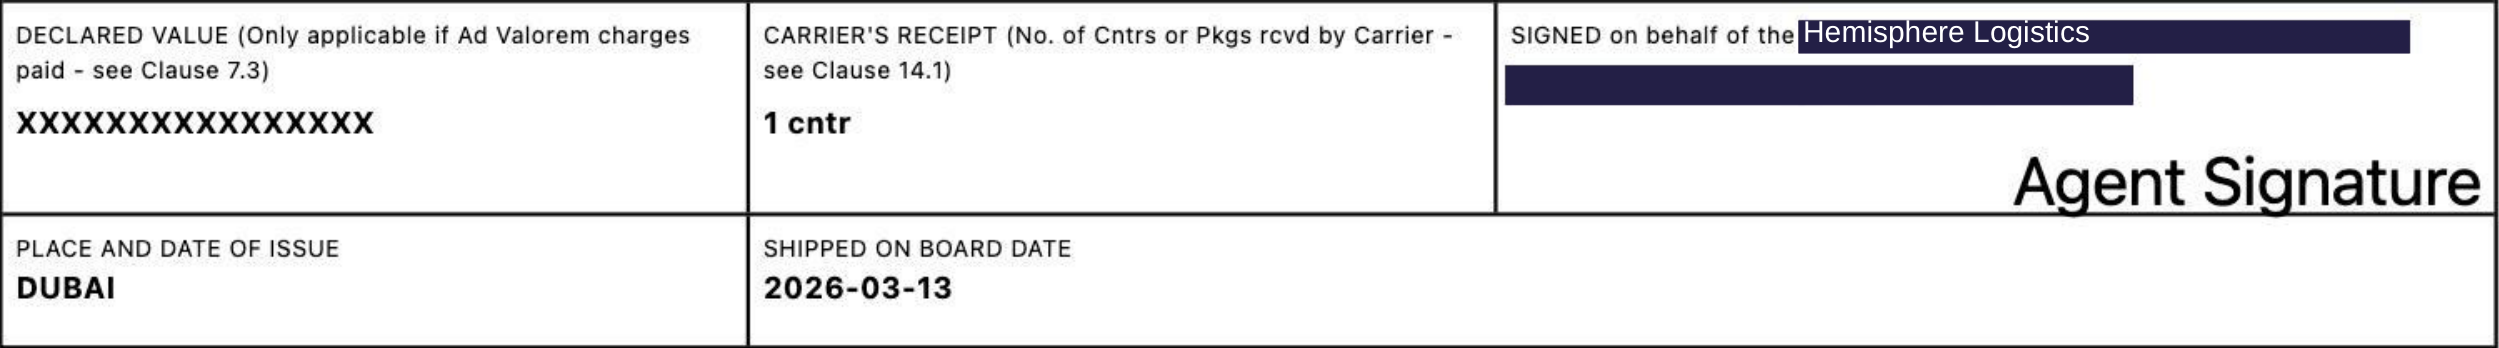 DECLARED VALUE (Only applicable if Ad Valorem charges
paid - see Clause 7.3)
XXXXXXXXXXXXXXXX
CARRIER'S RECEIPT (No. of Cntrs or Pkgs rcvd by Carrier -
see Clause 14.1)
1 cntr
SIGNED on behalf of the Hemisphere Logistics
Agent Signature
PLACE AND DATE OF ISSUE
DUBAI
SHIPPED ON BOARD DATE
2026-03-13